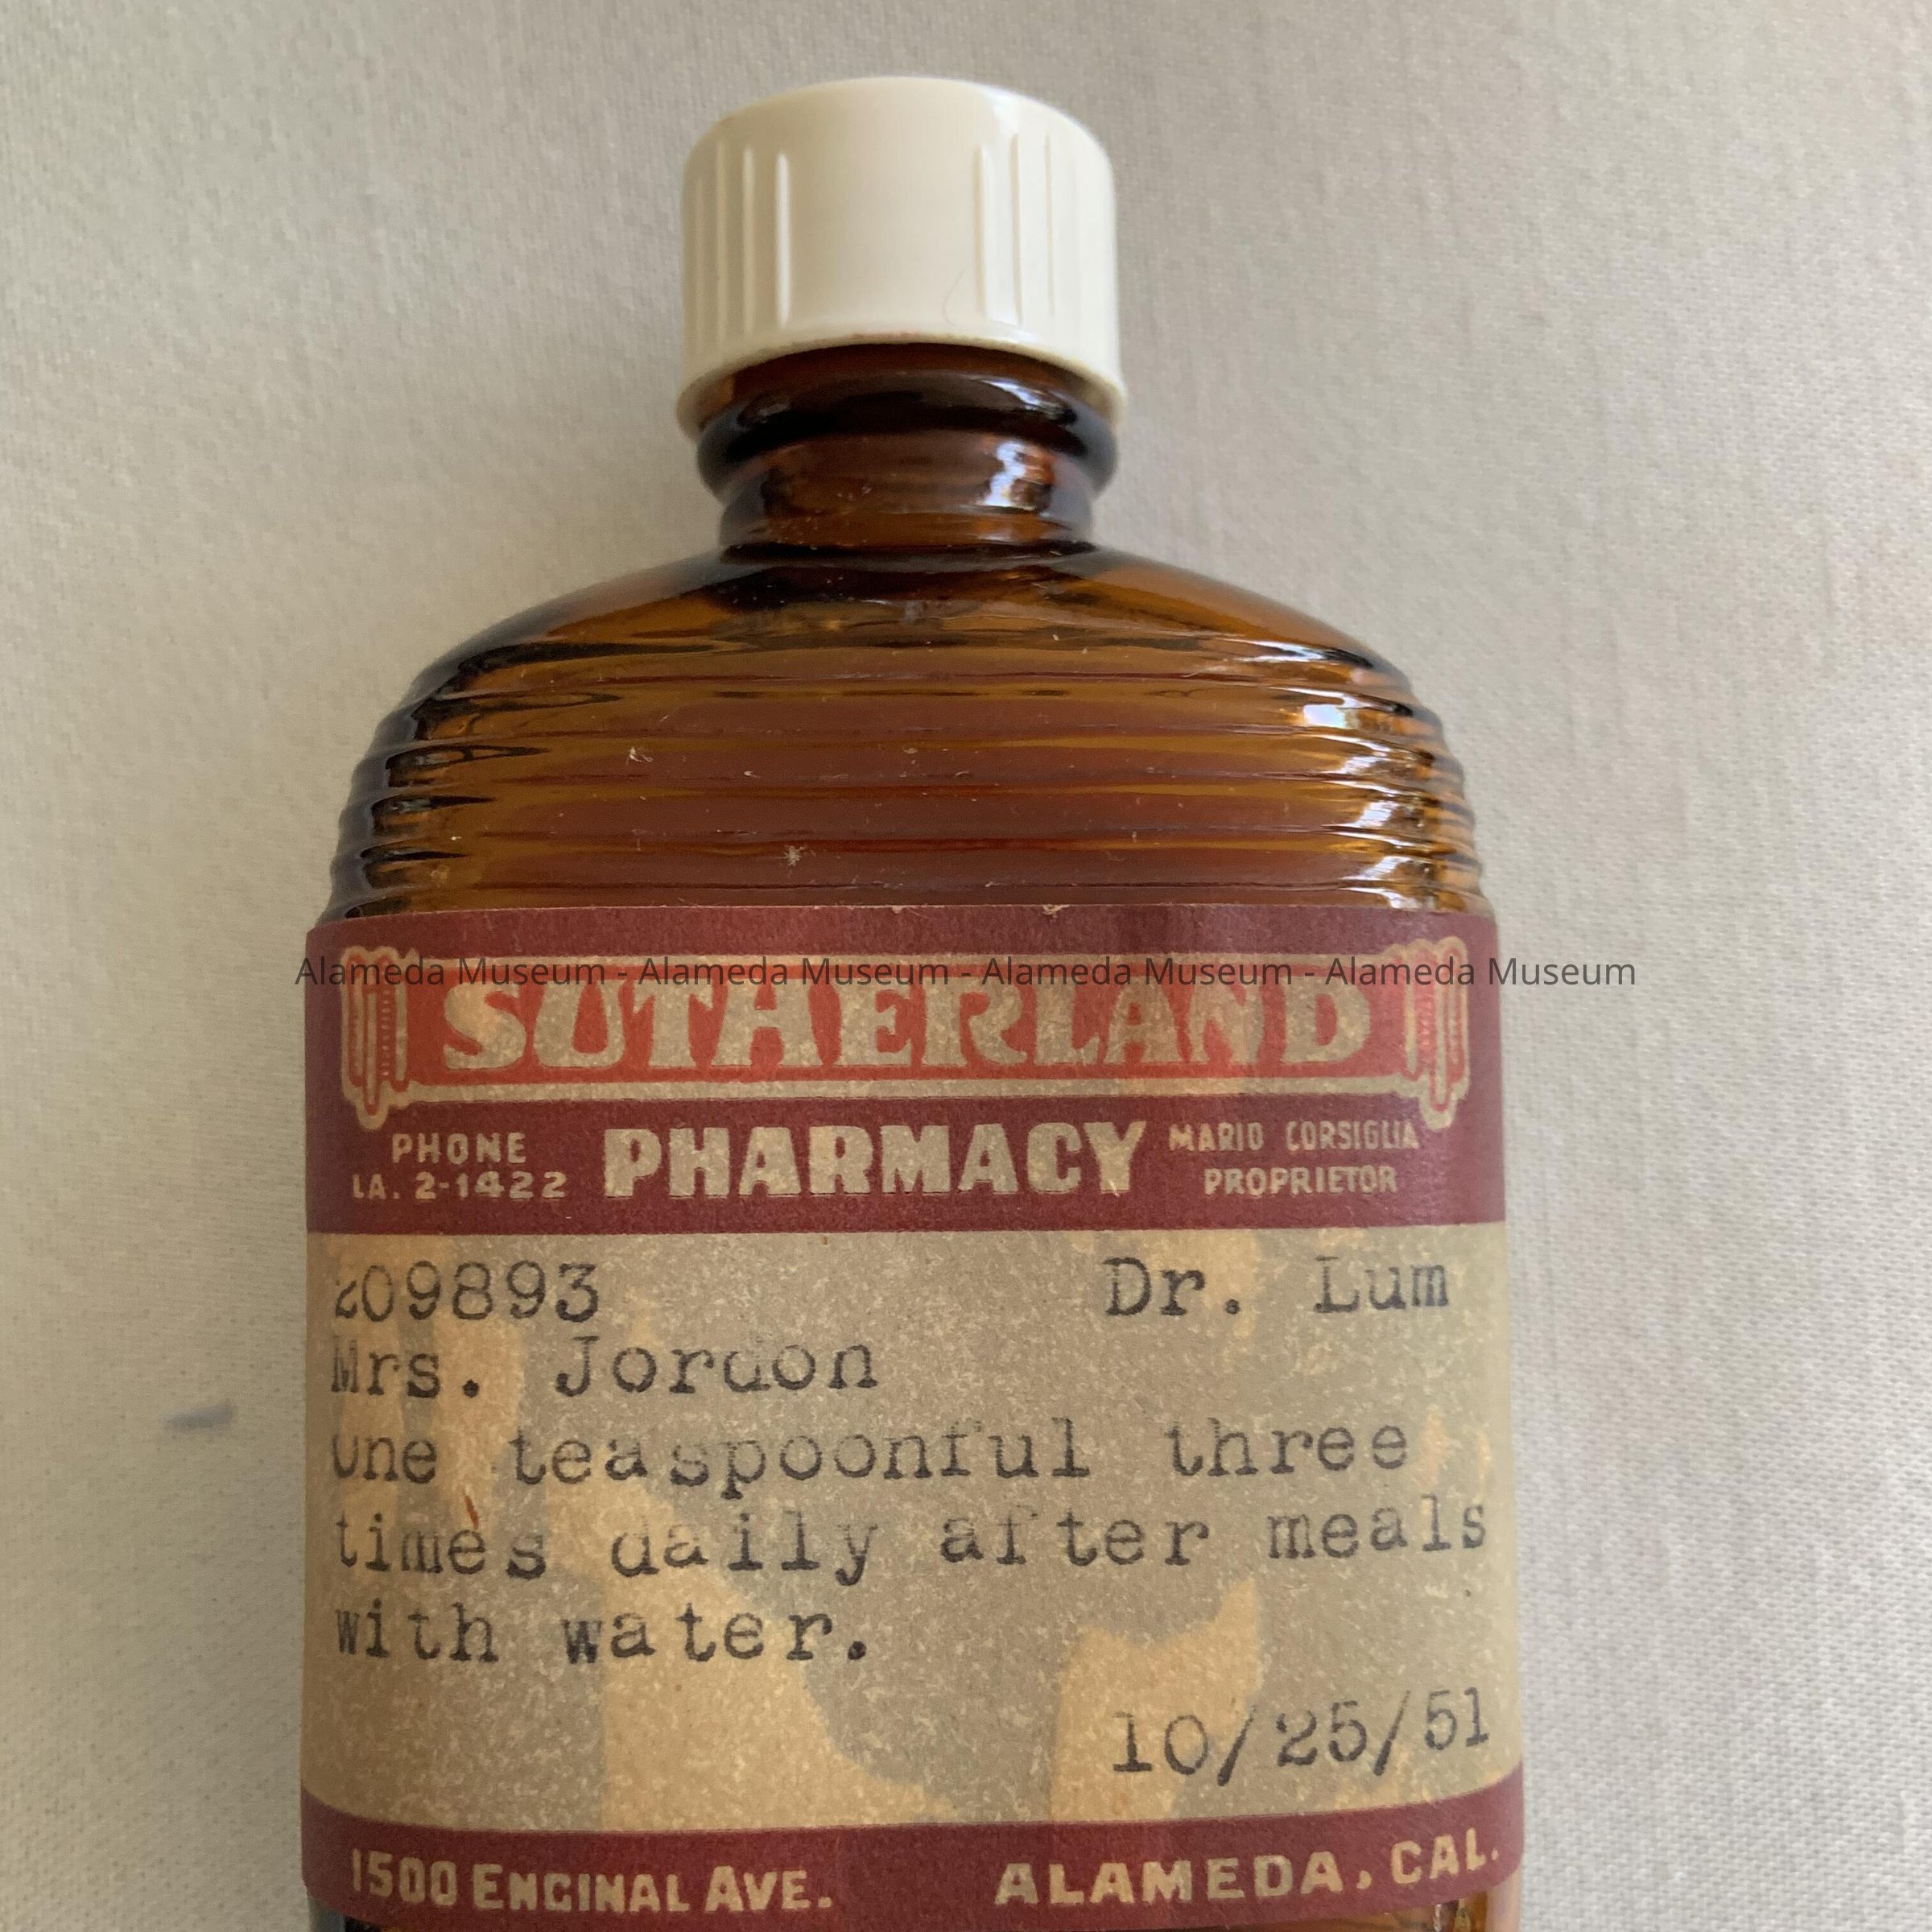 Alameda Museum - Alameda Museum - Alameda Museum - Alameda Museum
SUTHERLAND
PHONE
LA. 2-1422
PHARMACY
MARIO CORSIGLIA
PROPRIETOR
209893 Dr. Lum
Mrs. Jordon
One teaspoonful three
times daily after meals
with water.
10/25/51
1500 ENCINAL AVE. ALAMEDA, CAL.